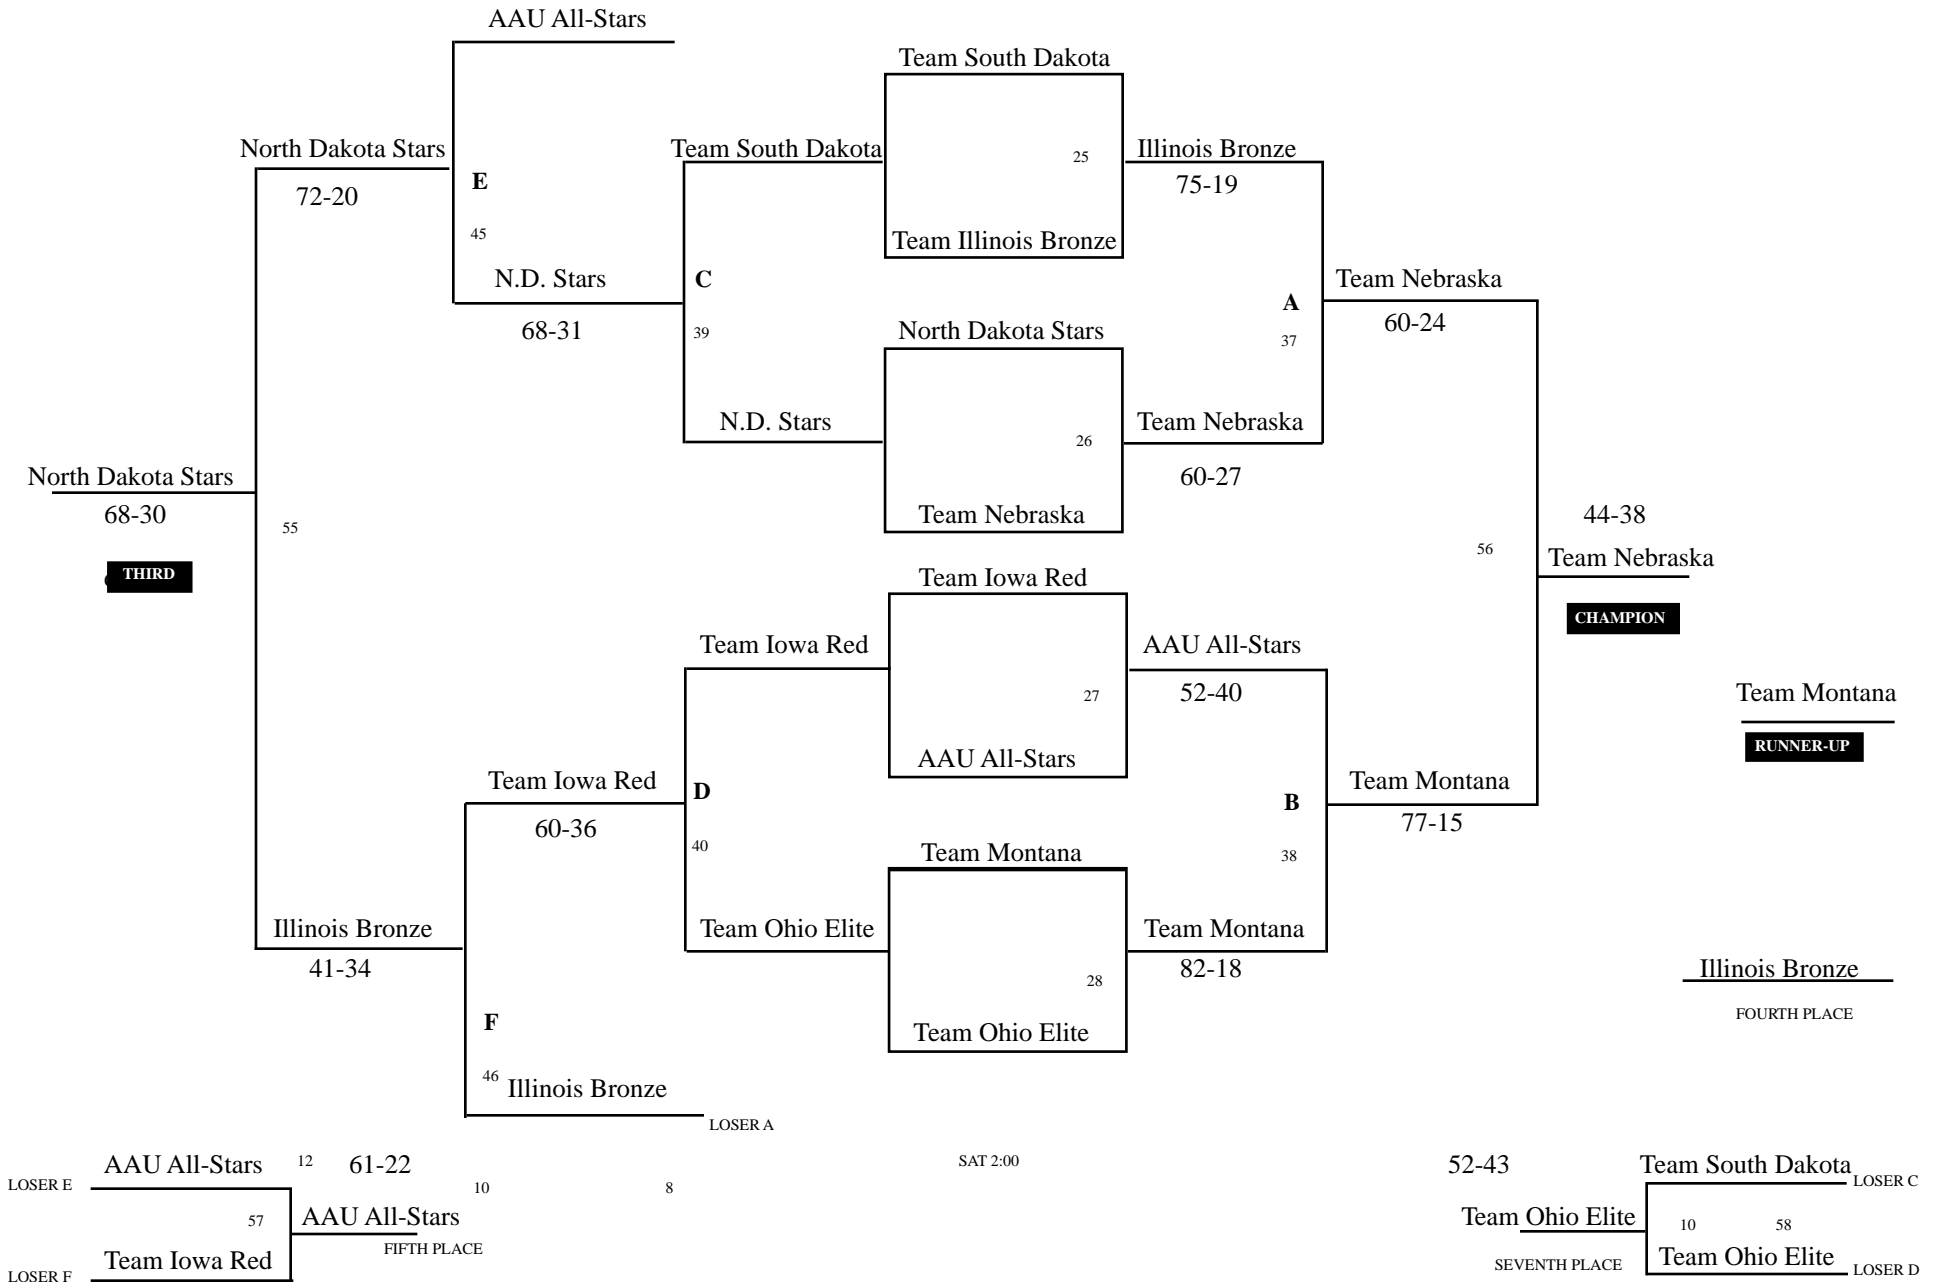 AAU All-Stars
Team South Dakota
North Dakota Stars
Team South Dakota
25
Illinois Bronze
72-20
E
75-19
45
Team Illinois Bronze
N.D. Stars
C
A
Team Nebraska
68-31
39
North Dakota Stars
37
60-24
N.D. Stars
26
Team Nebraska
North Dakota Stars
60-27
68-30
55
Team Nebraska
44-38
THIRD
56
Team Nebraska
Team Iowa Red
CHAMPION
Team Iowa Red
AAU All-Stars
27
52-40
Team Montana
AAU All-Stars
RUNNER-UP
Team Iowa Red
D
B
Team Montana
60-36
77-15
40
Team Montana
38
Illinois Bronze
Team Ohio Elite
Team Montana
41-34
28
82-18
Illinois Bronze
F
Team Ohio Elite
FOURTH PLACE
46
Illinois Bronze
LOSER A
LOSER E
AAU All-Stars
12
61-22
SAT 2:00
52-43
Team South Dakota
LOSER C
10
8
57
AAU All-Stars
Team Ohio Elite
10
58
FIFTH PLACE
SEVENTH PLACE
LOSER F
Team Iowa Red
Team Ohio Elite
LOSER D